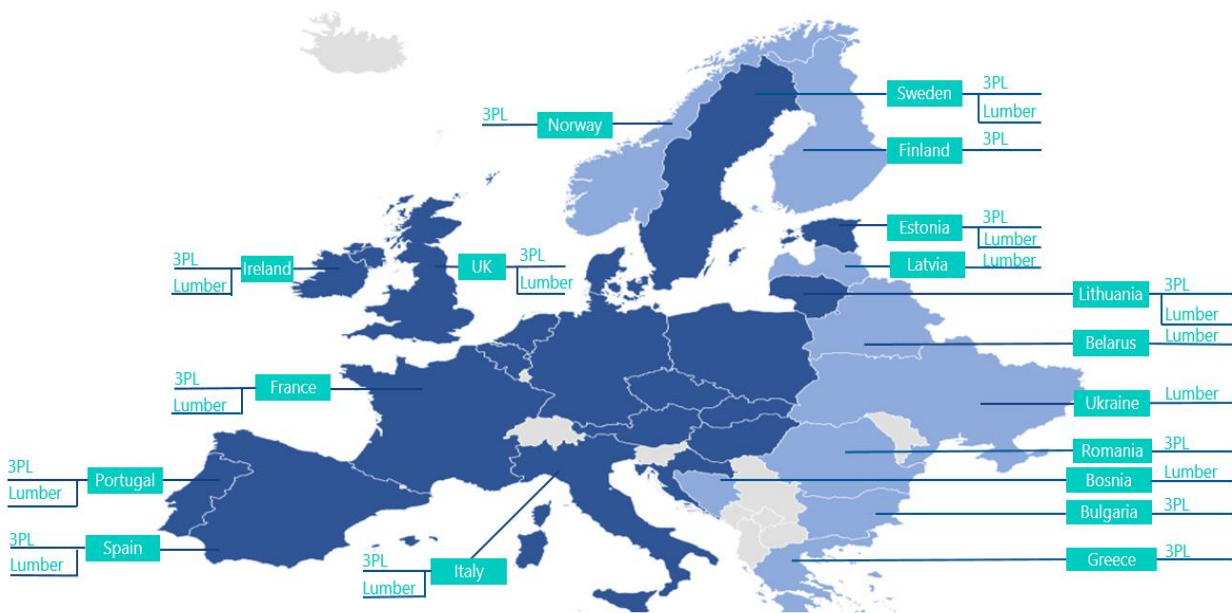 Sweden
3PL
Lumber
3PL
Norway
Finland
3PL
Estonia
3PL
Lumber
Latvia
Lumber
3PL
Ireland
Lumber
UK
3PL
Lumber
Lithuania
3PL
Lumber
Belarus
Lumber
3PL
France
Lumber
Ukraine
Lumber
Romania
3PL
3PL
Portugal
Lumber
Bosnia
Lumber
Bulgaria
3PL
3PL
Spain
Lumber
3PL
Italy
Lumber
Greece
3PL